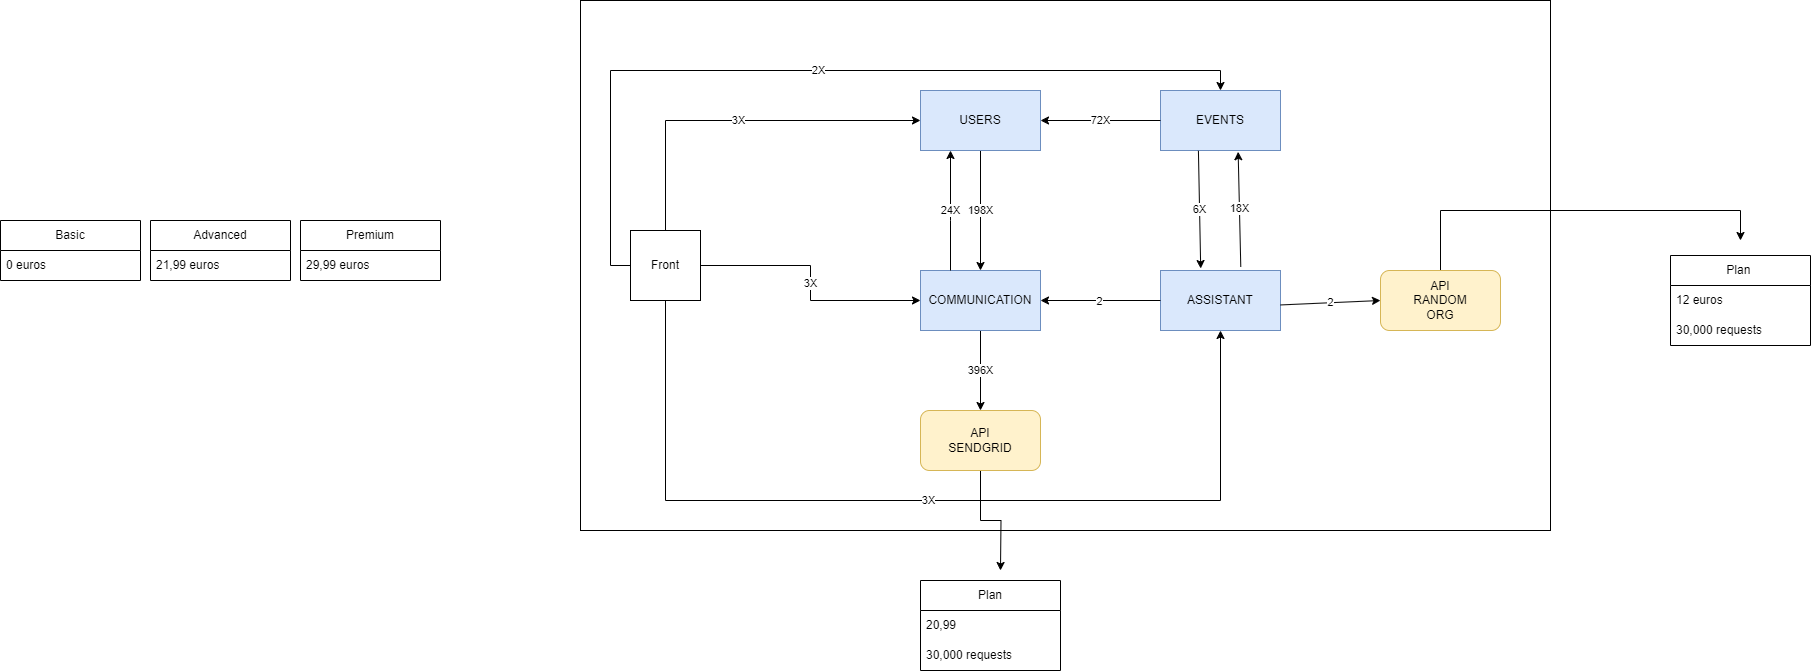 2X
USERS
EVENTS
3X
72X
24X
198X
6X
18X
Basic
0 euros
Advanced
21,99 euros
Premium
29,99 euros
Front
3X
COMMUNICATION
2
ASSISTANT
2
API
RANDOM
ORG
Plan
12 euros
30,000 requests
396X
API
SENDGRID
3X
Plan
20,99
30,000 requests